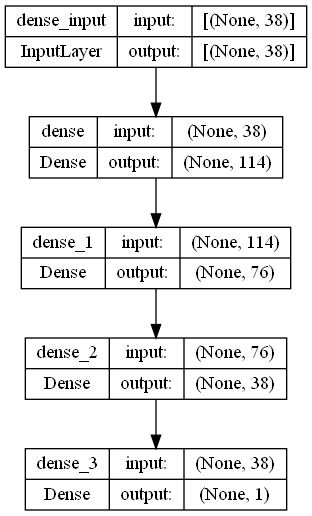 dense_input input: [(None, 38)]
InputLayer output: [(None, 38)]
dense input: (None, 38)
Dense output: (None, 114)
dense_1 input: (None, 114)
Dense output: (None, 76)
dense_2 input: (None, 76)
Dense output: (None, 38)
dense_3 input: (None, 38)
Dense output: (None, 1)